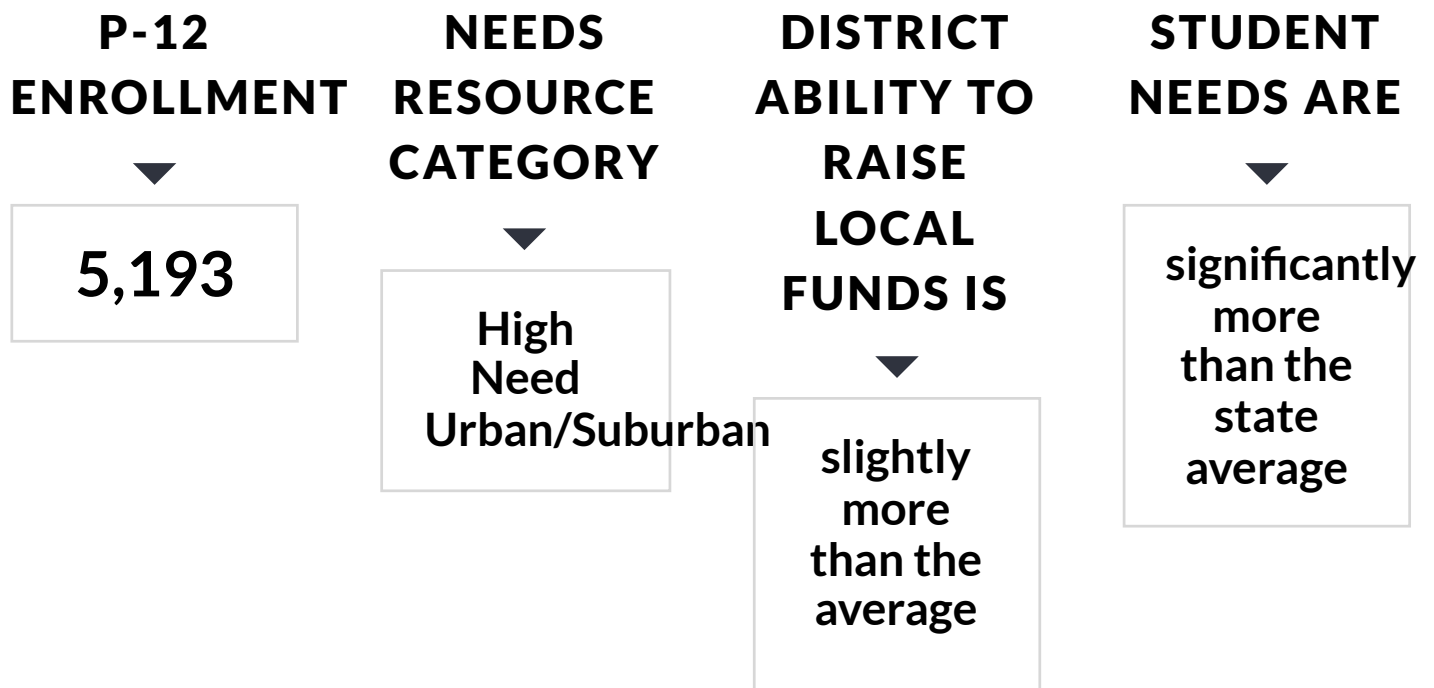 P-12
ENROLLMENT
5,193
NEEDS
RESOURCE
CATEGORY
High
Need
Urban/Suburban
DISTRICT
ABILITY TO
RAISE
LOCAL
FUNDS IS
slightly
more
than the
average
STUDENT
NEEDS ARE
significantly
more
than the
state
average